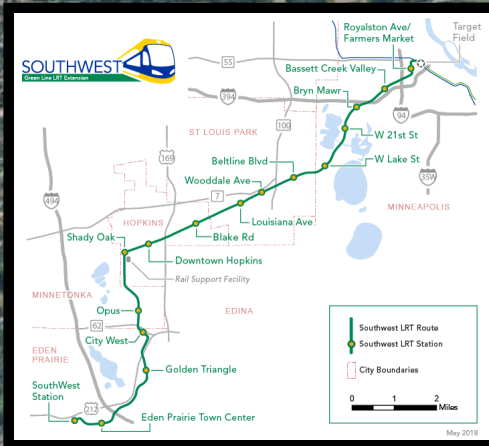 SOUTHWEST
Green Line LRT Extension
Royalston Ave/
Farmers Market
Target
Field
55
Bassett Creek Valley
394
Bryn Mawr
94
ST LOUIS PARK
100
W 21st St
169
Beltline Blvd
W Lake St
35W
Wooddale Ave
494
7
MINNEAPOLIS
HOPKINS
Louisiana Ave
Shady Oak
Blake Rd
Downtown Hopkins
Rail Support Facility
MINNETONKA
Opus
EDINA
62
City West
EDEN
PRAIRIE
Golden Triangle
SouthWest
Station
212
Eden Prairie Town Center
Southwest LRT Route
Southwest LRT Station
City Boundaries
0 1 2
Miles
May 2018